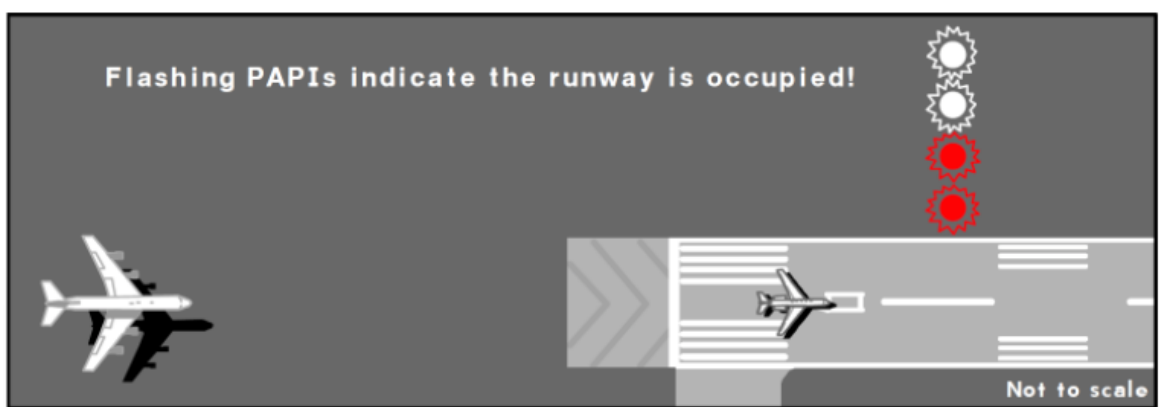 Flashing PAPIs indicate the runway is occupied!
Not to scale